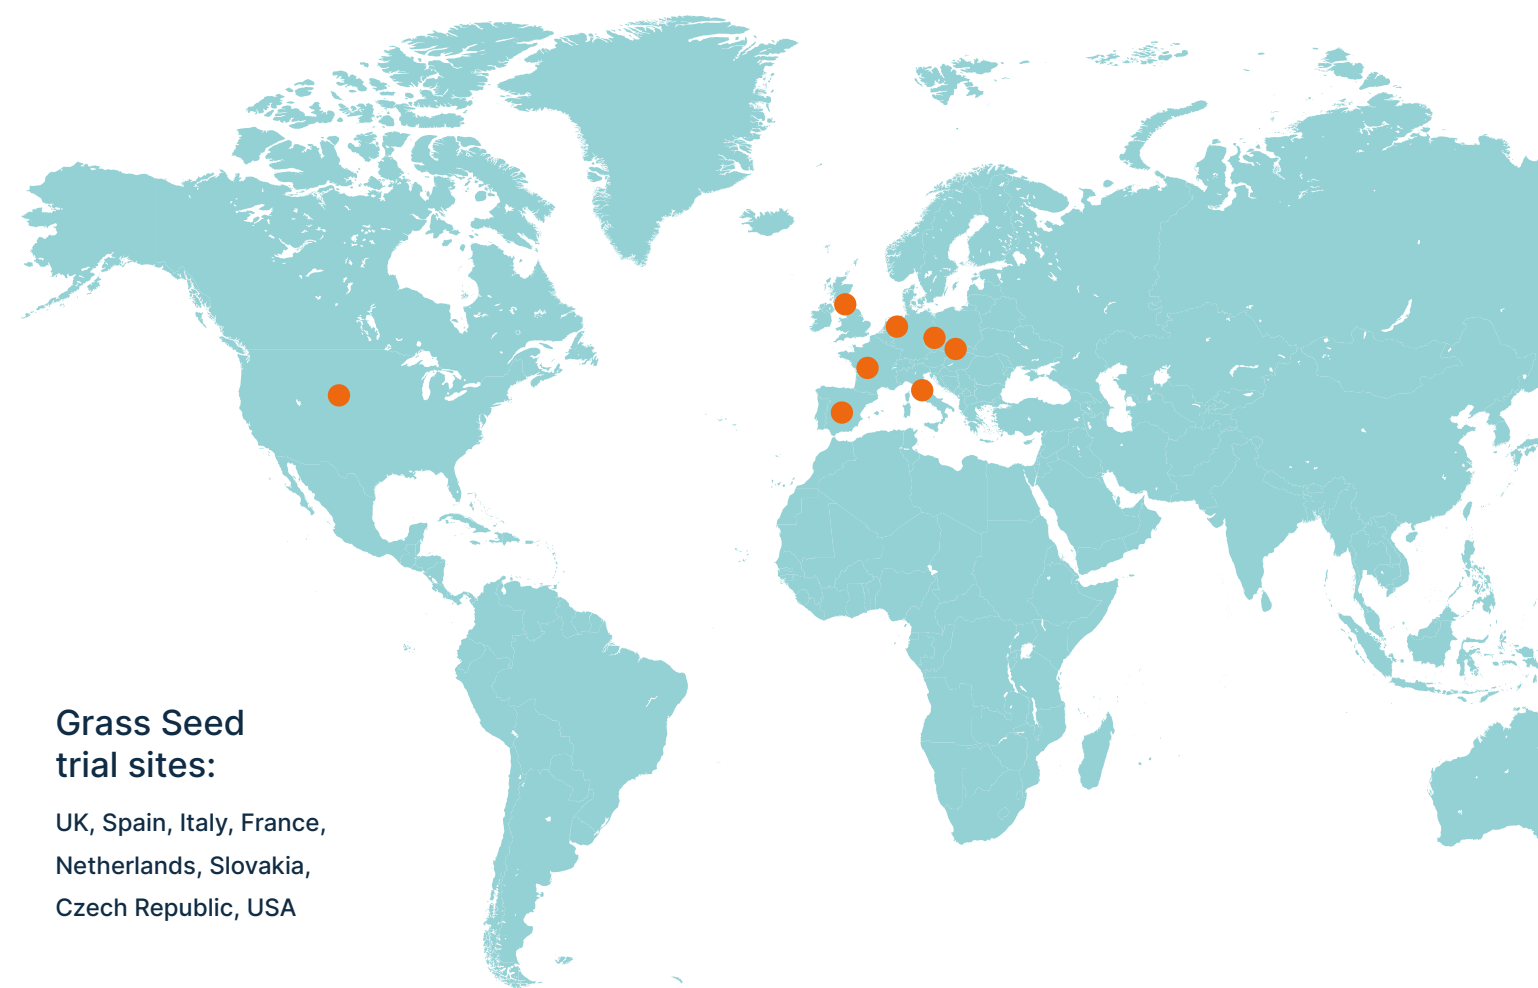 Grass Seed
trial sites:
UK, Spain, Italy, France,
Netherlands, Slovakia,
Czech Republic, USA